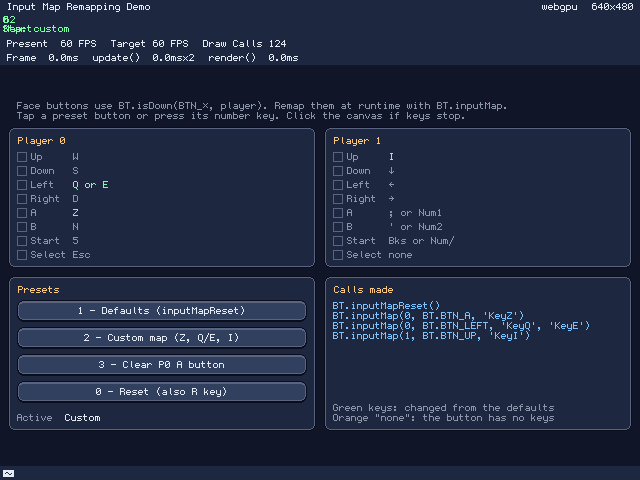 Input Map Remapping Demo
webgpu 640x480
custom
Present 60 FPS Target 60 FPS Draw Calls 124
Frame 0.0ms update() 0.0msx2 render() 0.0ms
Face buttons use BT.isDown(BTN_×, player). Remap them at runtime with BT.inputMap.
Tap a preset button or press its number key. Click the canvas if keys stop.
Player 0
Up W
Down S
Left Q or E
Right D
A Z
B N
Start 5
Select Esc
Player 1
Up I
Down ↓
Left ←
Right →
A ; or Num1
B ' or Num2
Start Bks or Num/
Select none
Presets
1 - Defaults (inputMapReset)
2 - Custom map (Z, Q/E, I)
3 - Clear P0 A button
0 - Reset (also R key)
Active Custom
Calls made
BT.inputMapReset()
BT.inputMap(0, BT.BTN_A, 'KeyZ')
BT.inputMap(0, BT.BTN_LEFT, 'KeyQ', 'KeyE')
BT.inputMap(1, BT.BTN_UP, 'KeyI')
Green keys: changed from the defaults
Orange "none": the button has no keys